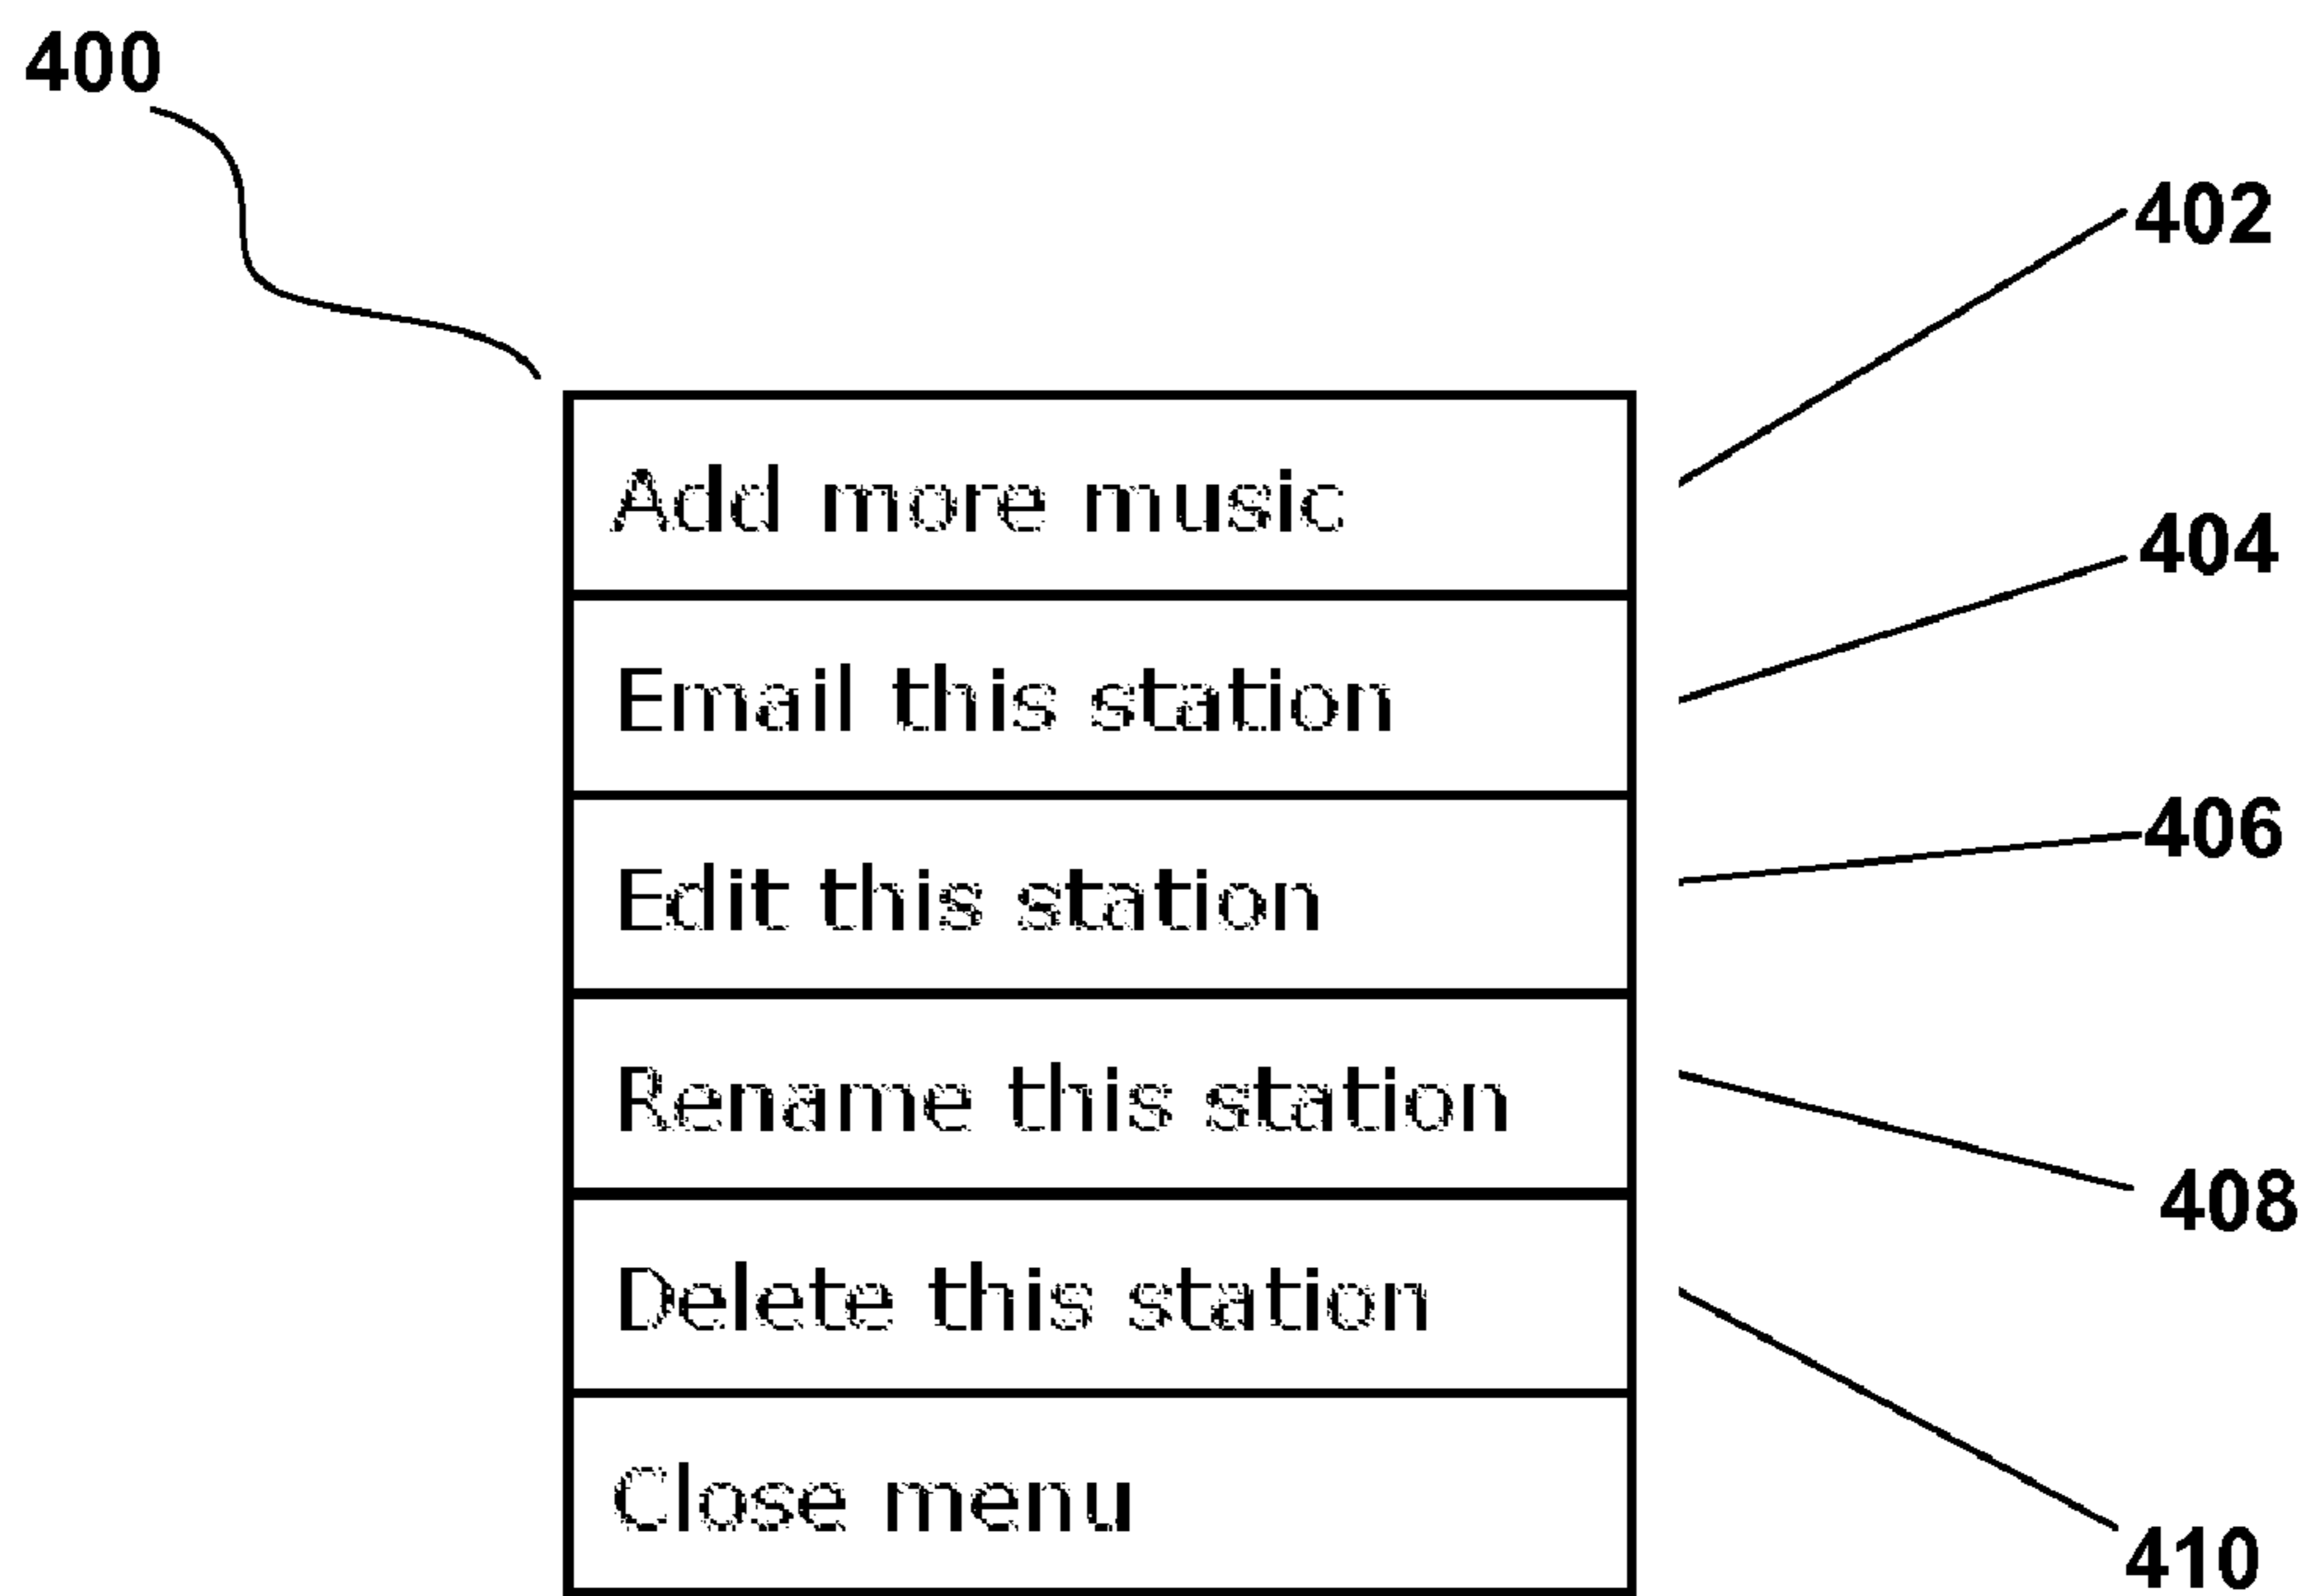 400
402
Add more music
404
Email this station
406
Edit this station
Rename this station
408
Delete this station
Close menu
410